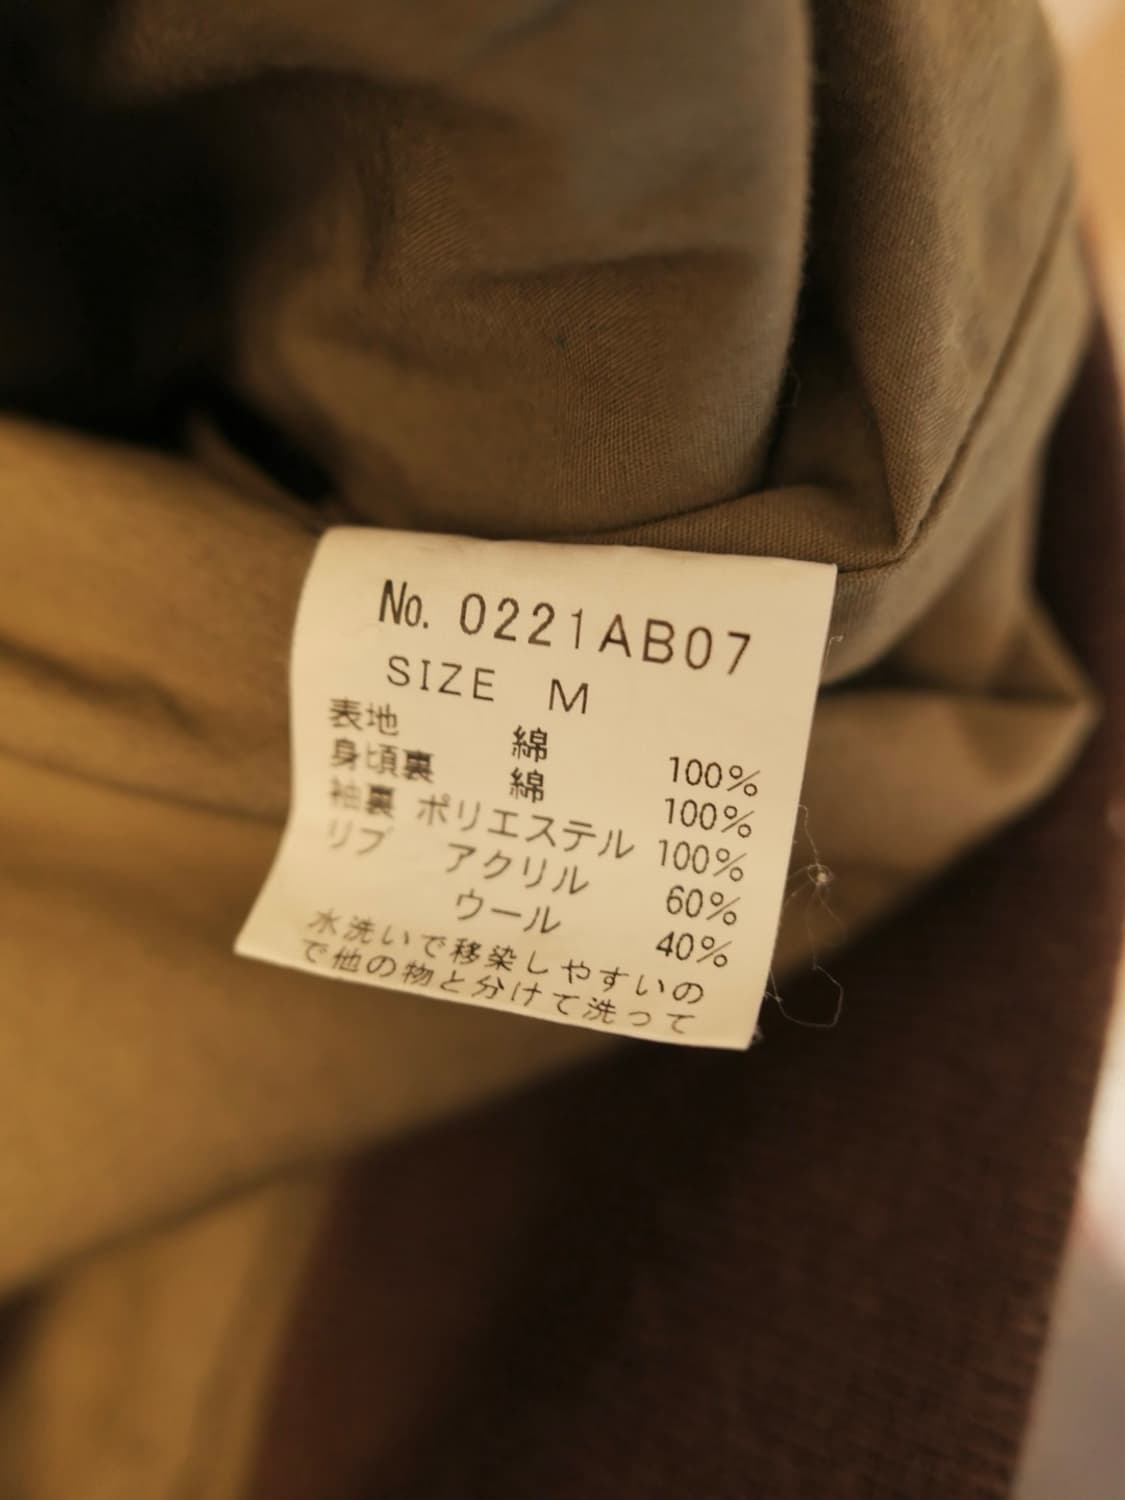 No. 0221AB07
SIZE M
表地 綿 100%
身頃裏 綿 100%
袖裏 ポリエステル 100%
リブ アクリル 60%
ウール 40%
水洗いで移染しやすいの
で他の物と分けて洗って